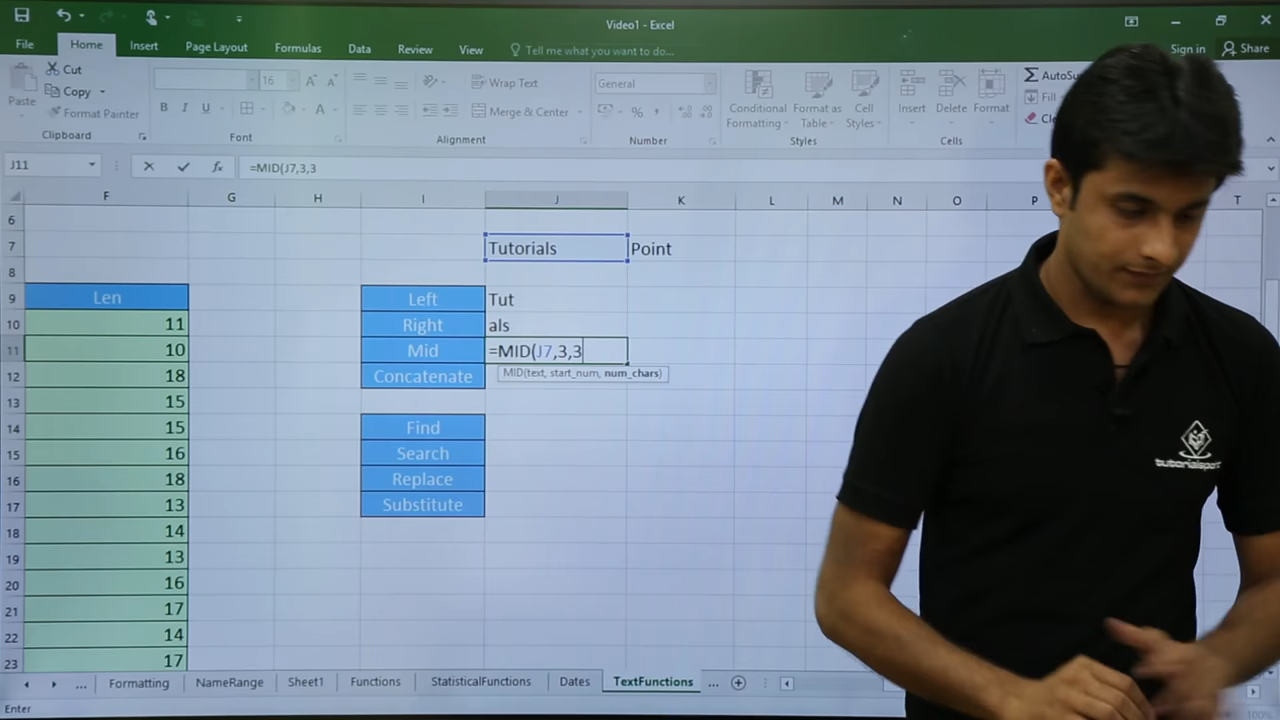 Video1 - Excel
File Home Insert Page Layout Formulas Data Review View Tell me what you want to do... Sign in Share
Paste
Cut
Copy
Format Painter
Clipboard
16
Font
Wrap Text
Merge & Center
Alignment
General
Number
Conditional Formatting
Format as Table
Cell Styles
Styles
Insert
Delete
Format
Cells
AutoSu
Fill
Cle
J11 fx =MID(J7,3,3
F G H I J K L M N O P T
6
7 Tutorials Point
8
9 Len Left Tut
10 11 Right als
11 10 Mid =MID(J7,3,3
12 18 Concatenate MID(text, start_num, num_chars)
13 15
14 15 Find
15 16 Search
16 18 Replace
17 13 Substitute
18 14
19 13
20 16
21 17
22 14
23 17
... Formatting NameRange Sheet1 Functions StatisticalFunctions Dates TextFunctions ...
Enter
100%